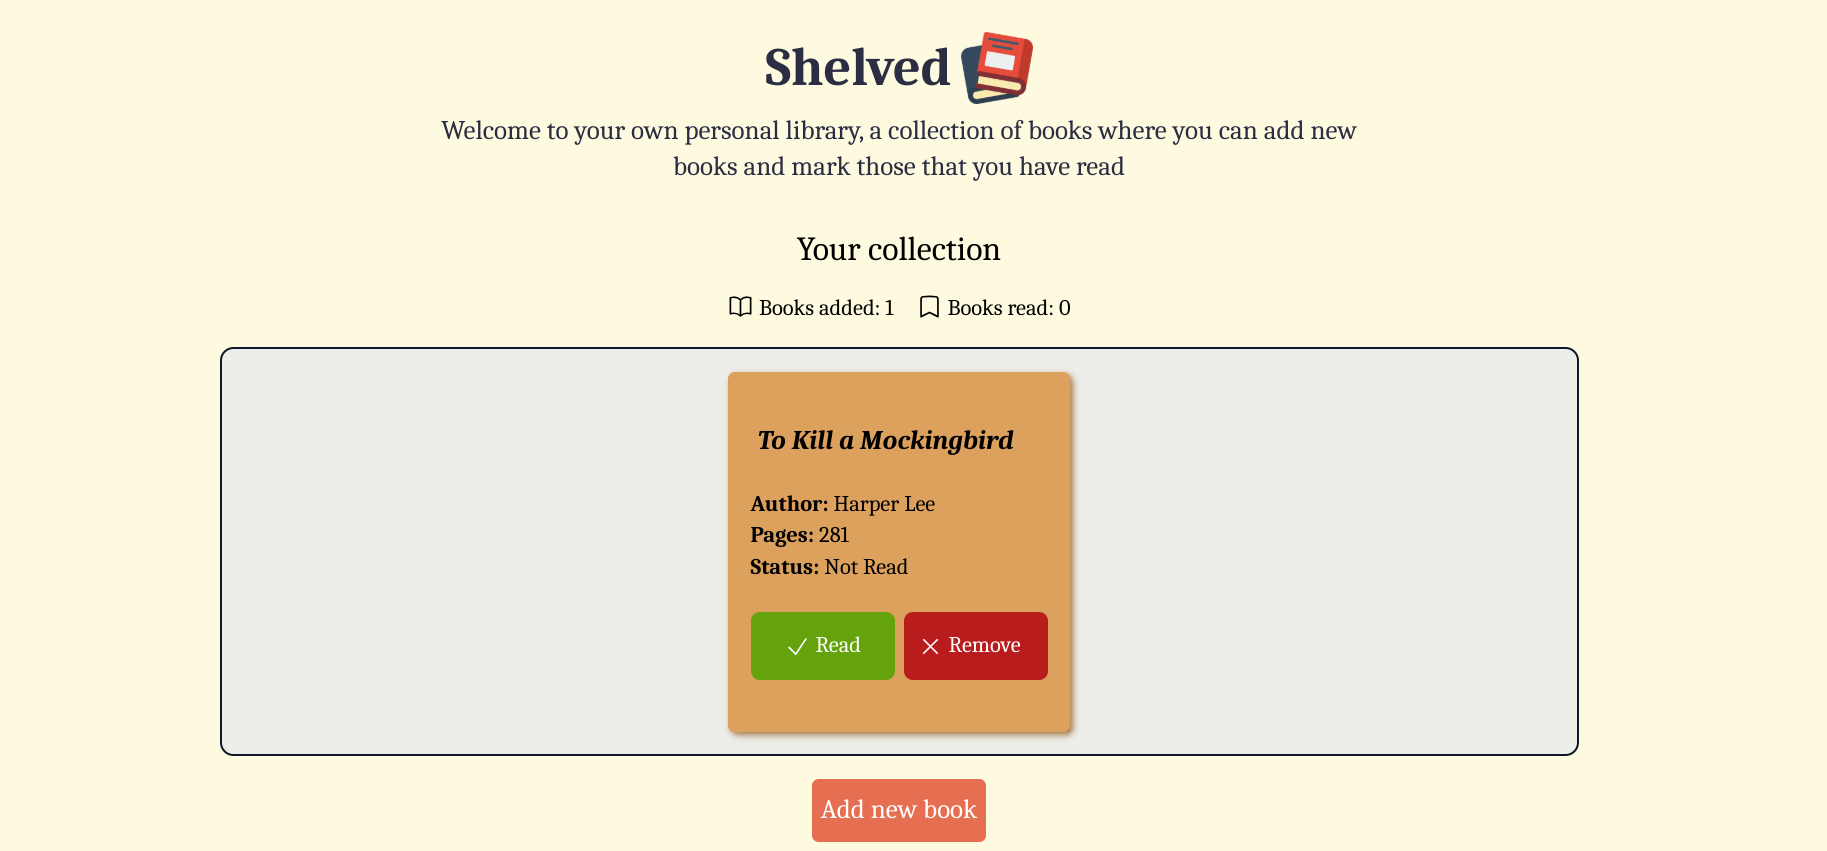 Shelved
Welcome to your own personal library, a collection of books where you can add new
books and mark those that you have read
Your collection
Books added: 1 Books read: 0
To Kill a Mockingbird
Author: Harper Lee
Pages: 281
Status: Not Read
Read Remove
Add new book